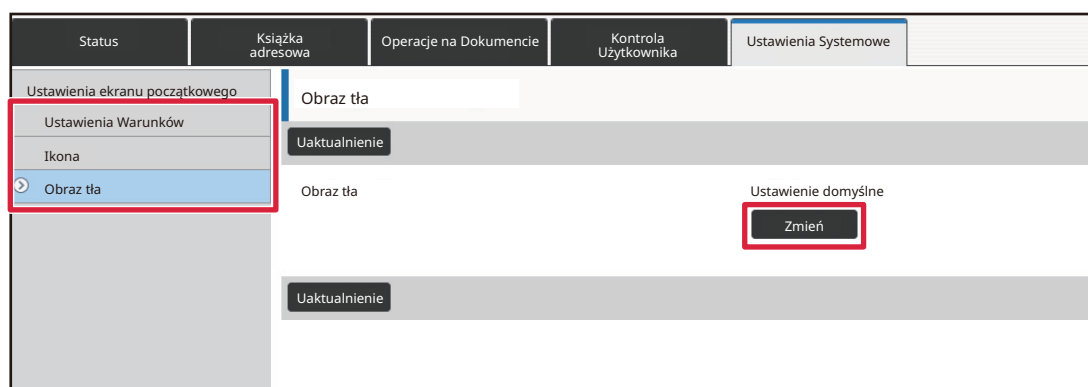 Status
Książka
adresowa
Operacje na Dokumencie
Kontrola
Użytkownika
Ustawienia Systemowe
Ustawienia ekranu początkowego
Ustawienia Warunków
Ikona
Obraz tła
Obraz tła
Uaktualnienie
Obraz tła
Ustawienie domyślne
Zmień
Uaktualnienie